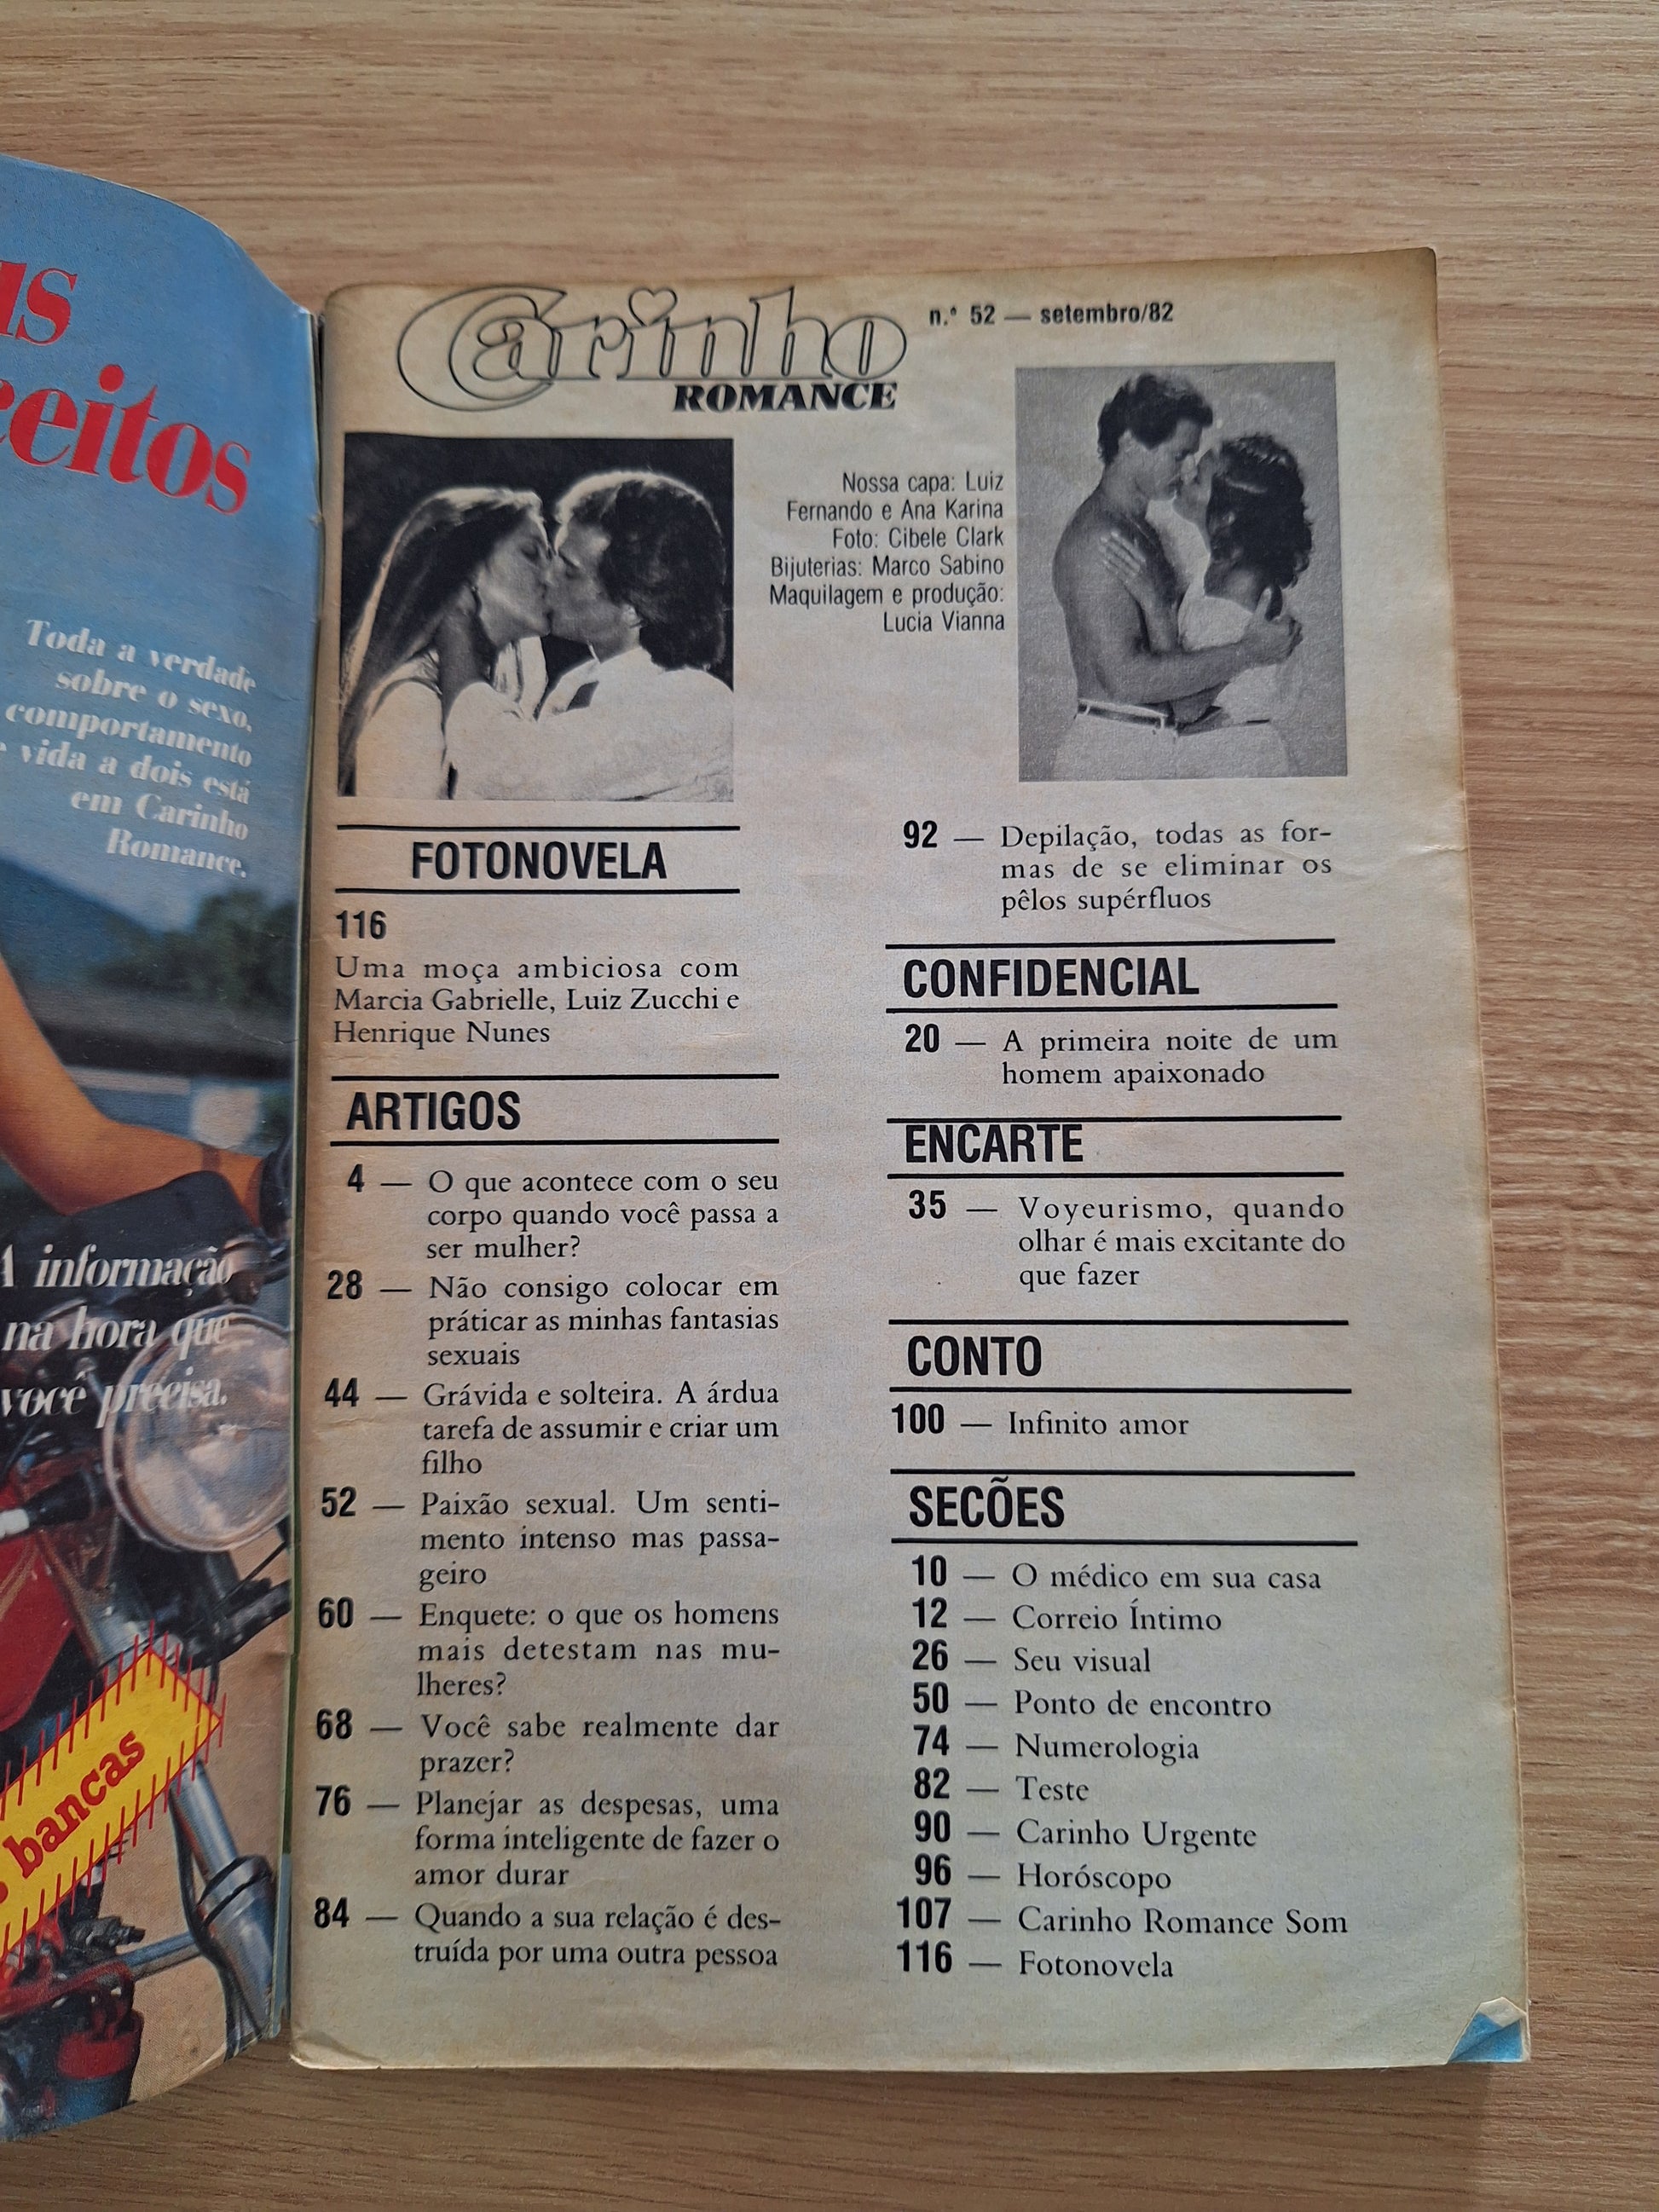 us
eitos
Toda a verdade
sobre o sexo,
comportamento
e vida a dois está
em Carinho
Romance.
A informação
na hora que
você precisa.
bancas
Carinho
ROMANCE
n.º 52 — setembro/82
Nossa capa: Luiz
Fernando e Ana Karina
Foto: Cibele Clark
Bijuterias: Marco Sabino
Maquilagem e produção:
Lucia Vianna
FOTONOVELA
116
Uma moça ambiciosa com
Marcia Gabrielle, Luiz Zucchi e
Henrique Nunes
ARTIGOS
4 — O que acontece com o seu
corpo quando você passa a
ser mulher?
28 — Não consigo colocar em
práticar as minhas fantasias
sexuais
44 — Grávida e solteira. A árdua
tarefa de assumir e criar um
filho
52 — Paixão sexual. Um senti-
mento intenso mas passa-
geiro
60 — Enquete: o que os homens
mais detestam nas mu-
lheres?
68 — Você sabe realmente dar
prazer?
76 — Planejar as despesas, uma
forma inteligente de fazer o
amor durar
84 — Quando a sua relação é des-
truída por uma outra pessoa
92 — Depilação, todas as for-
mas de se eliminar os
pêlos supérfluos
CONFIDENCIAL
20 — A primeira noite de um
homem apaixonado
ENCARTE
35 — Voyeurismo, quando
olhar é mais excitante do
que fazer
CONTO
100 — Infinito amor
SECÕES
10 — O médico em sua casa
12 — Correio Íntimo
26 — Seu visual
50 — Ponto de encontro
74 — Numerologia
82 — Teste
90 — Carinho Urgente
96 — Horóscopo
107 — Carinho Romance Som
116 — Fotonovela